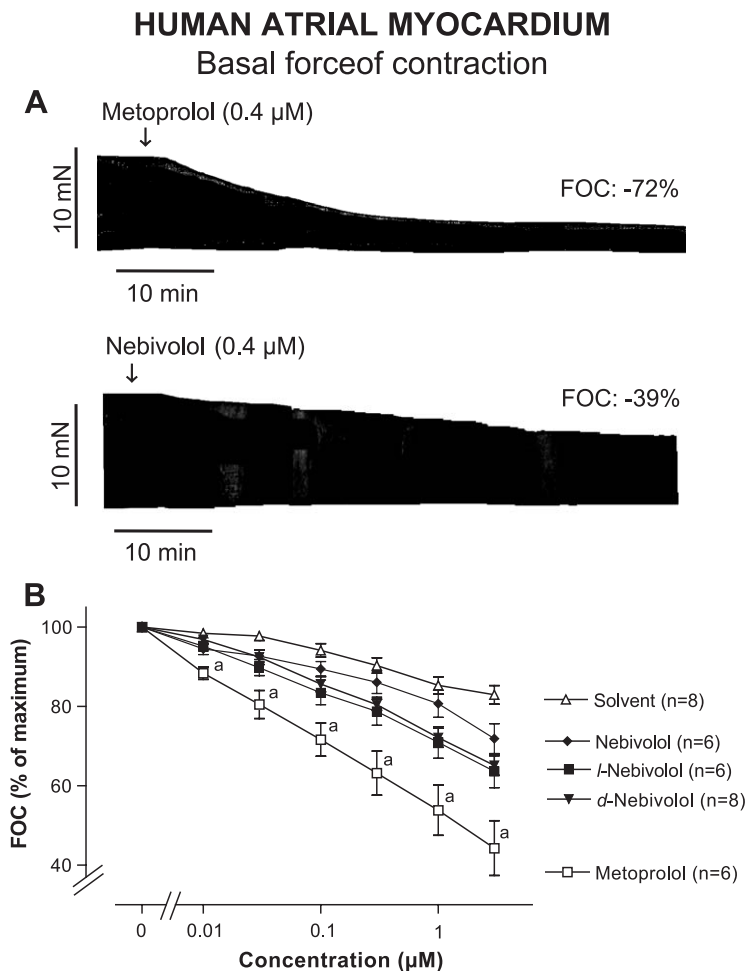 HUMAN ATRIAL MYOCARDIUM
Basal forceof contraction
A
Metoprolol (0.4 µM)
↓
10 mN
FOC: -72%
10 min
Nebivolol (0.4 µM)
↓
10 mN
FOC: -39%
10 min
B
FOC (% of maximum)
100
80
60
40
a
a
a
a
a
a
Solvent (n=8)
Nebivolol (n=6)
l-Nebivolol (n=6)
d-Nebivolol (n=8)
Metoprolol (n=6)
0 0.01 0.1 1
Concentration (µM)